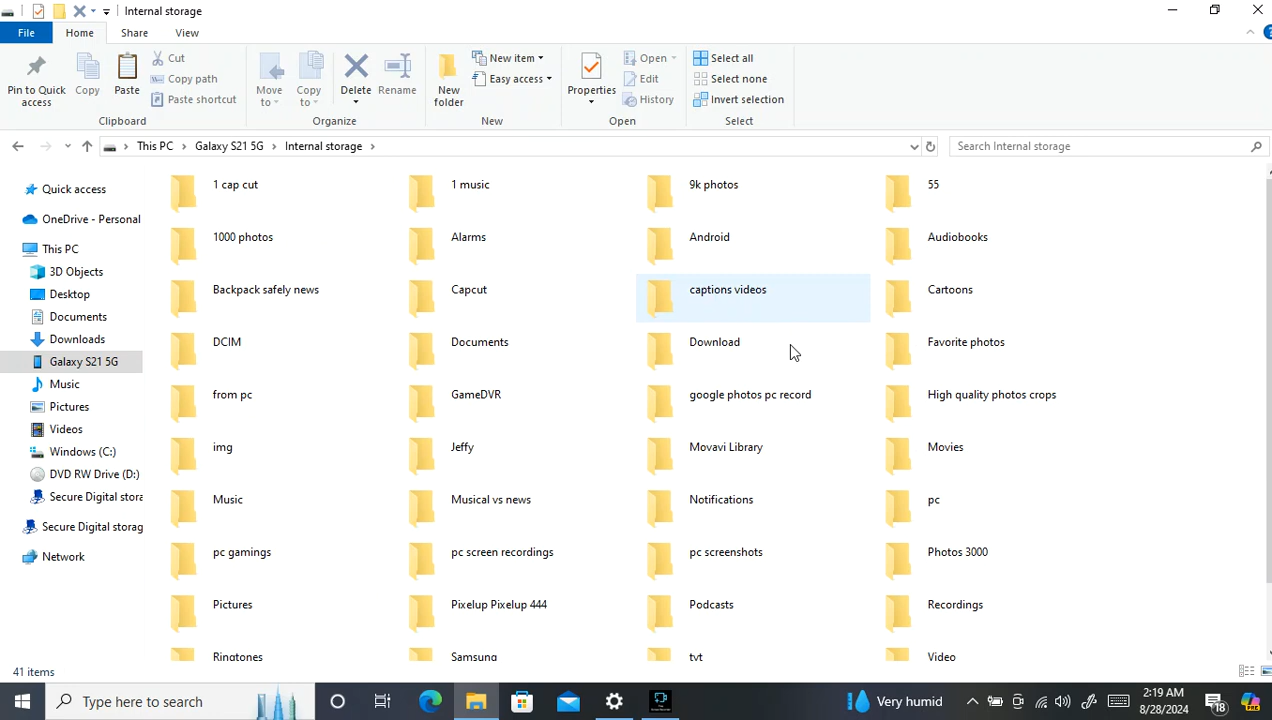 Internal storage
File Home Share View
Pin to Quick access
Copy
Paste
Cut
Copy path
Paste shortcut
Clipboard
Move to
Copy to
Delete
Rename
Organize
New folder
New item
Easy access
New
Properties
Open
Edit
History
Open
Select all
Select none
Invert selection
Select
This PC > Galaxy S21 5G > Internal storage >
Search Internal storage
Quick access
OneDrive - Personal
This PC
3D Objects
Desktop
Documents
Downloads
Galaxy S21 5G
Music
Pictures
Videos
Windows (C:)
DVD RW Drive (D:)
Secure Digital stora
Secure Digital storag
Network
1 cap cut 1 music 9k photos 55
1000 photos Alarms Android Audiobooks
Backpack safely news Capcut captions videos Cartoons
DCIM Documents Download Favorite photos
from pc GameDVR google photos pc record High quality photos crops
img Jeffy Movavi Library Movies
Music Musical vs news Notifications pc
pc gamings pc screen recordings pc screenshots Photos 3000
Pictures Pixelup Pixelup 444 Podcasts Recordings
Ringtones Samsung tvt Video
41 items
Type here to search
Very humid
2:19 AM
8/28/2024
18
PRE